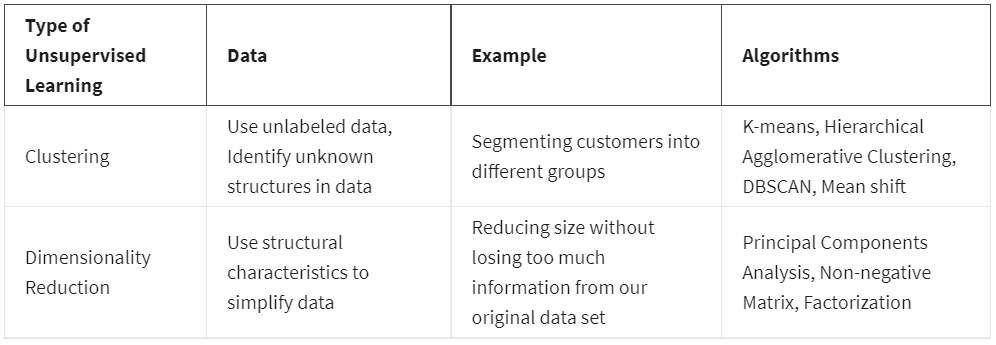 Type of
Unsupervised
Learning
Data
Example
Algorithms
Clustering
Use unlabeled data,
Identify unknown
structures in data
Segmenting customers into
different groups
K-means, Hierarchical
Agglomerative Clustering,
DBSCAN, Mean shift
Dimensionality
Reduction
Use structural
characteristics to
simplify data
Reducing size without
losing too much
information from our
original data set
Principal Components
Analysis, Non-negative
Matrix, Factorization